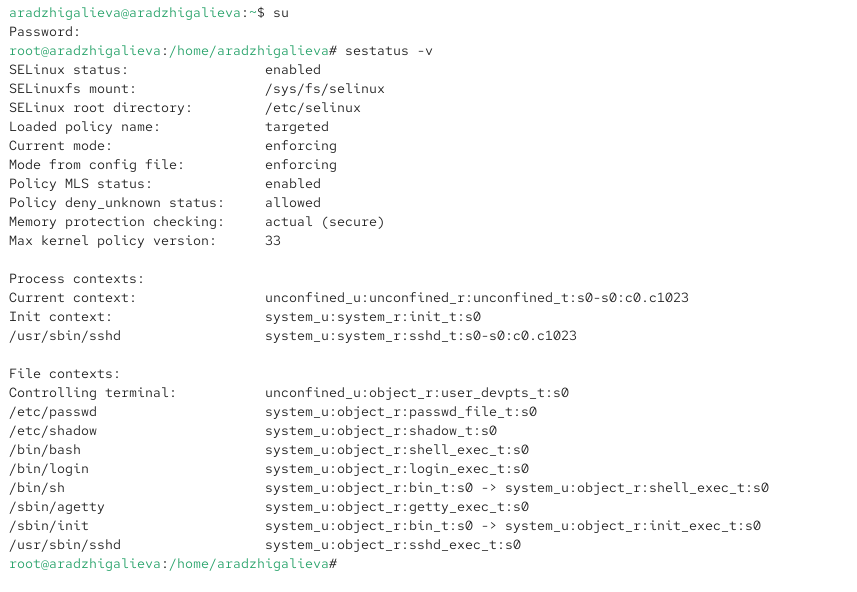 aradzhigalieva@aradzhigalieva:~$ su
Password:
root@aradzhigalieva:/home/aradzhigalieva# sestatus -v
SELinux status:                 enabled
SELinuxfs mount:                /sys/fs/selinux
SELinux root directory:         /etc/selinux
Loaded policy name:             targeted
Current mode:                   enforcing
Mode from config file:          enforcing
Policy MLS status:              enabled
Policy deny_unknown status:     allowed
Memory protection checking:     actual (secure)
Max kernel policy version:      33

Process contexts:
Current context:                unconfined_u:unconfined_r:unconfined_t:s0-s0:c0.c1023
Init context:                   system_u:system_r:init_t:s0
/usr/sbin/sshd                  system_u:system_r:sshd_t:s0-s0:c0.c1023

File contexts:
Controlling terminal:           unconfined_u:object_r:user_devpts_t:s0
/etc/passwd                     system_u:object_r:passwd_file_t:s0
/etc/shadow                     system_u:object_r:shadow_t:s0
/bin/bash                       system_u:object_r:shell_exec_t:s0
/bin/login                      system_u:object_r:login_exec_t:s0
/bin/sh                         system_u:object_r:bin_t:s0 -> system_u:object_r:shell_exec_t:s0
/sbin/agetty                    system_u:object_r:getty_exec_t:s0
/sbin/init                      system_u:object_r:bin_t:s0 -> system_u:object_r:init_exec_t:s0
/usr/sbin/sshd                  system_u:object_r:sshd_exec_t:s0
root@aradzhigalieva:/home/aradzhigalieva#